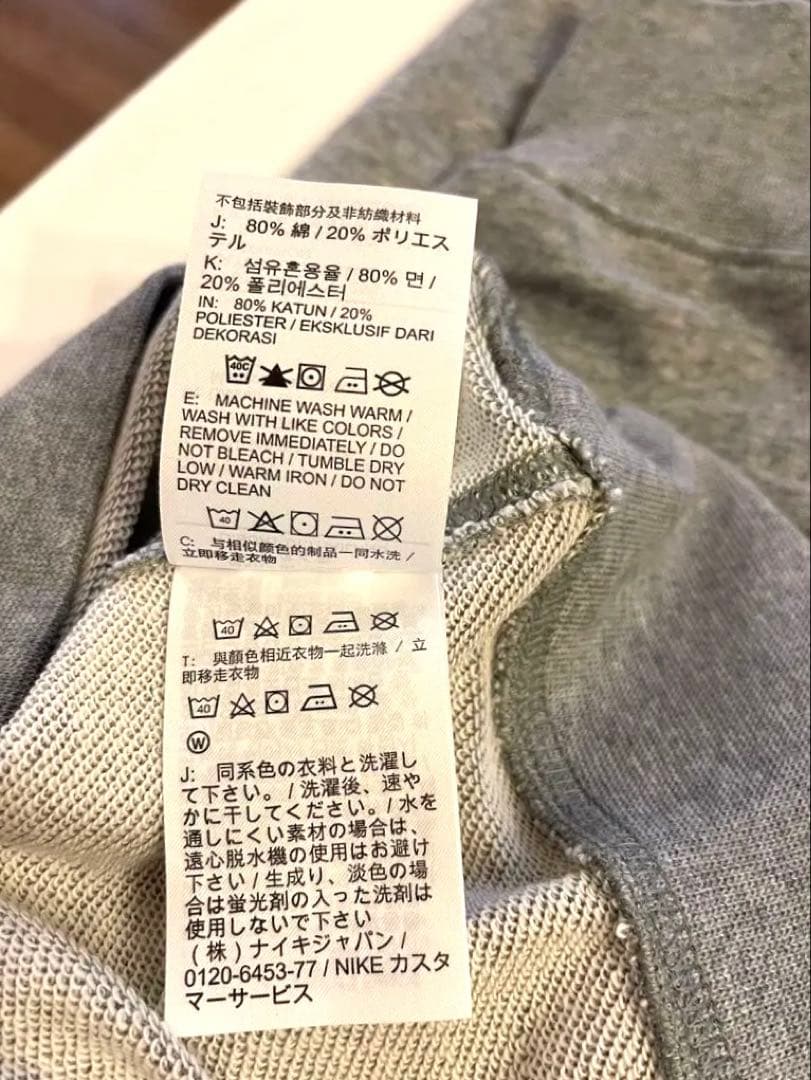 不包括裝飾部分及非紡織材料
J: 80% 綿 / 20% ポリエス
テル
K: 섬유혼용율 / 80% 면 /
20% 폴리에스터
IN: 80% KATUN / 20%
POLIESTER / EKSKLUSIF DARI
DEKORASI
40C
E: MACHINE WASH WARM /
WASH WITH LIKE COLORS /
REMOVE IMMEDIATELY / DO
NOT BLEACH / TUMBLE DRY
LOW / WARM IRON / DO NOT
DRY CLEAN
40
C: 与相似颜色的制品一同水洗 /
立即移走衣物
40
T: 與顏色相近衣物一起洗滌 / 立
即移走衣物
40
W
J: 同系色の衣料と洗濯し
て下さい。 / 洗濯後、速や
かに干してください。/ 水を
通しにくい素材の場合は、
遠心脱水機の使用はお避け
下さい / 生成り、淡色の場
合は蛍光剤の入った洗剤は
使用しないで下さい
(株) ナイキジャパン /
0120-6453-77 / NIKE カスタ
マーサービス